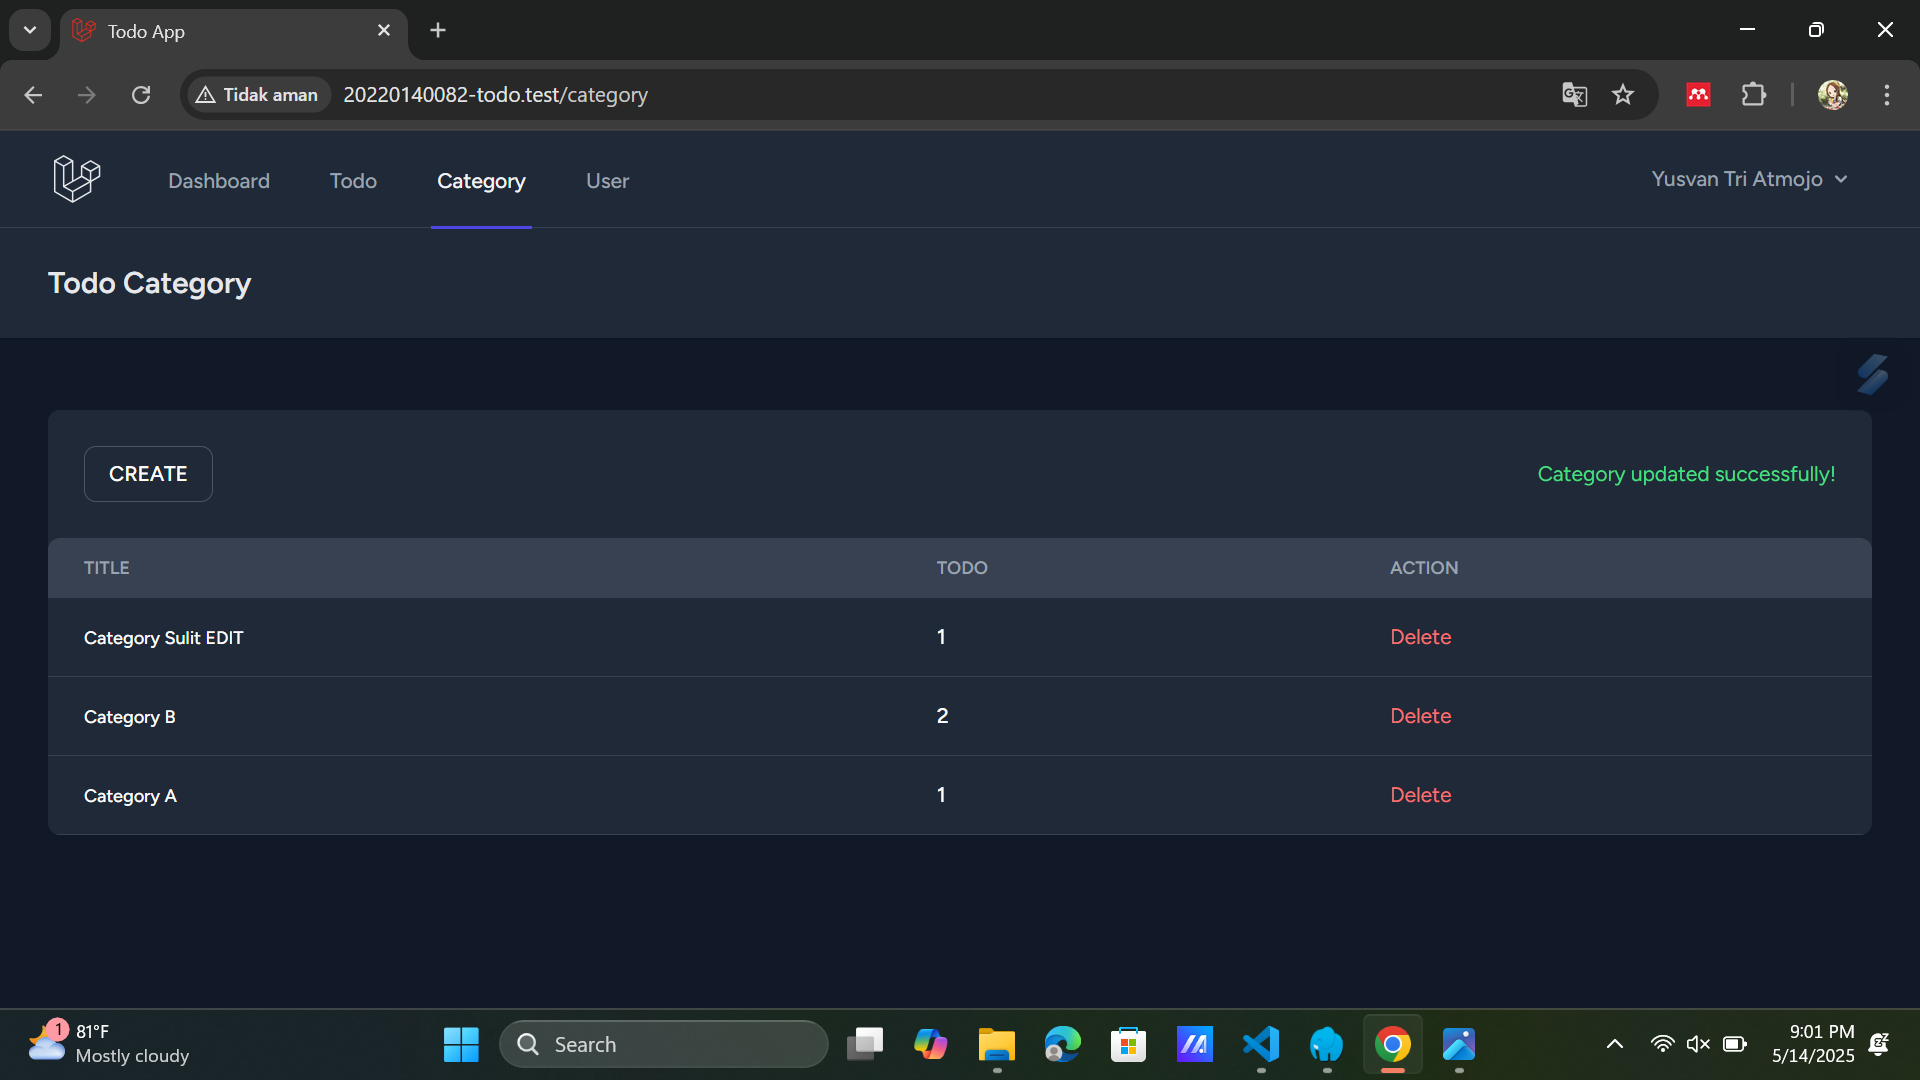 Todo App
Tidak aman
20220140082-todo.test/category
Dashboard
Todo
Category
User
Yusvan Tri Atmojo
Todo Category
CREATE
Category updated successfully!
TITLE
TODO
ACTION
Category Sulit EDIT
1
Delete
Category B
2
Delete
Category A
1
Delete
1
81°F
Mostly cloudy
Search
9:01 PM
5/14/2025